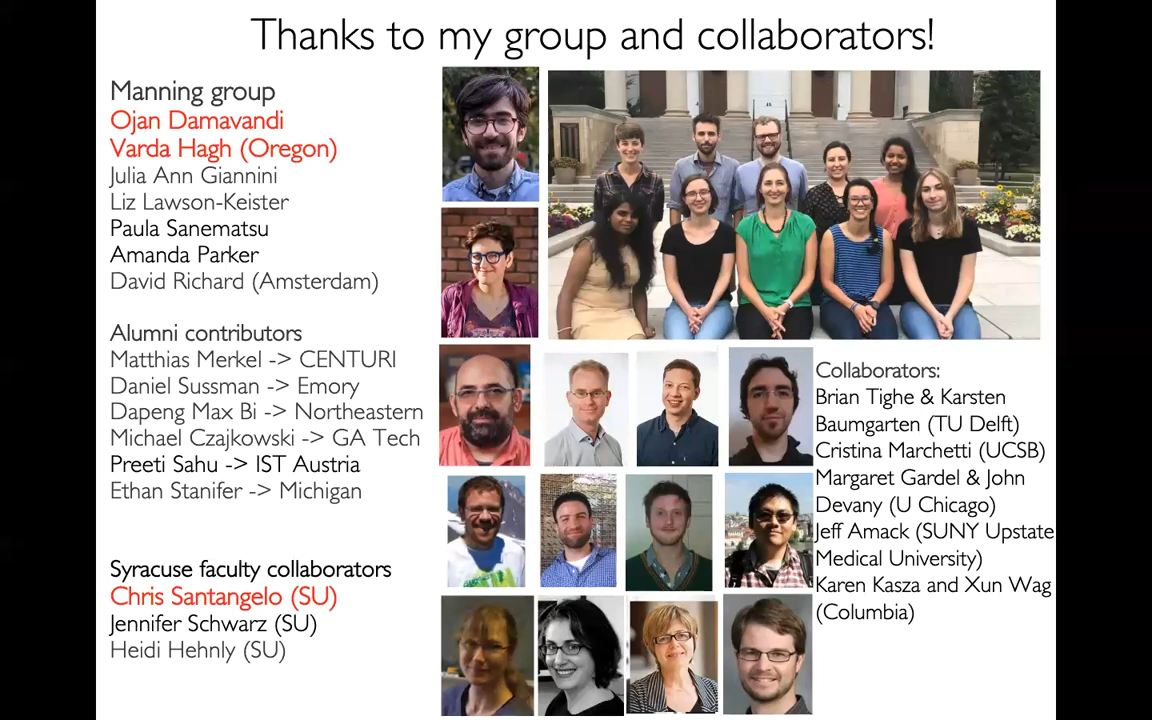 Thanks to my group and collaborators!
Manning group
Ojan Damavandi
Varda Hagh (Oregon)
Julia Ann Giannini
Liz Lawson-Keister
Paula Sanematsu
Amanda Parker
David Richard (Amsterdam)
Alumni contributors
Matthias Merkel -> CENTURI
Daniel Sussman -> Emory
Dapeng Max Bi -> Northeastern
Michael Czajkowski -> GA Tech
Preeti Sahu -> IST Austria
Ethan Stanifer -> Michigan
Syracuse faculty collaborators
Chris Santangelo (SU)
Jennifer Schwarz (SU)
Heidi Hehnly (SU)
Collaborators:
Brian Tighe & Karsten
Baumgarten (TU Delft)
Cristina Marchetti (UCSB)
Margaret Gardel & John
Devany (U Chicago)
Jeff Amack (SUNY Upstate
Medical University)
Karen Kasza and Xun Wag
(Columbia)